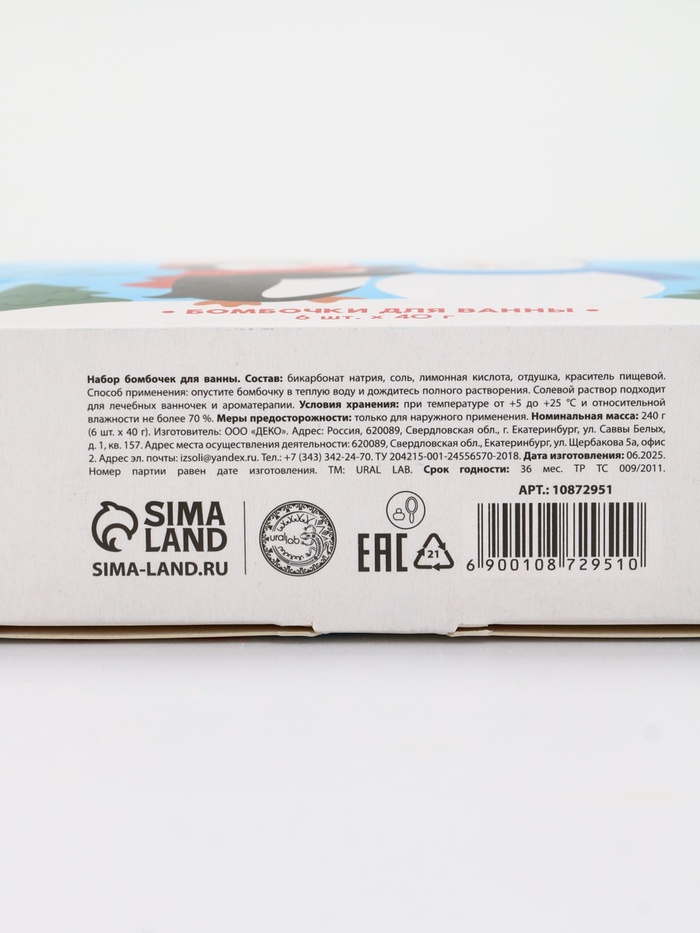 • БОМБОЧКИ ДЛЯ ВАННЫ •
6 шт. x 40 г
Набор бомбочек для ванны. Состав: бикарбонат натрия, соль, лимонная кислота, отдушка, краситель пищевой.
Способ применения: опустите бомбочку в теплую воду и дождитесь полного растворения. Солевой раствор подходит
для лечебных ванночек и ароматерапии. Условия хранения: при температуре от +5 до +25 °C и относительной
влажности не более 70 %. Меры предосторожности: только для наружного применения. Номинальная масса: 240 г
(6 шт. x 40 г). Изготовитель: ООО «ДЕКО». Адрес: Россия, 620089, Свердловская обл., г. Екатеринбург, ул. Саввы Белых,
д. 1, кв. 157. Адрес места осуществления деятельности: 620089, Свердловская обл., Екатеринбург, ул. Щербакова 5а, офис
2. Адрес эл. почты: izsoli@yandex.ru. Тел.: +7 (343) 342-24-70. ТУ 204215-001-24556570-2018. Дата изготовления: 06.2025.
Номер партии равен дате изготовления. ТМ: URAL LAB. Срок годности: 36 мес. ТР ТС 009/2011.
АРТ.: 10872951
SIMA
LAND
SIMA-LAND.RU
ural lab
EAC
21
6 900108 729510